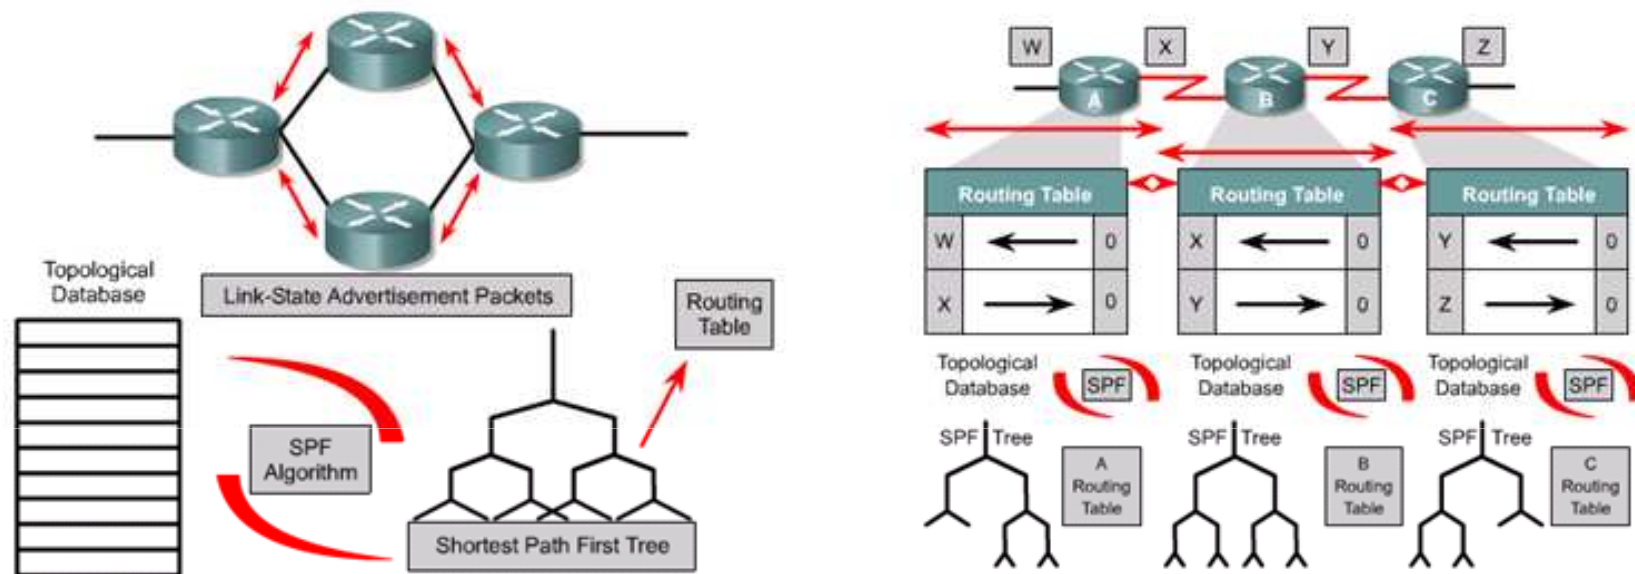 Topological
Database
Link-State Advertisement Packets
Routing
Table
SPF
Algorithm
Shortest Path First Tree
W
X
Y
Z
A
B
C
Routing Table
W
0
X
0
Routing Table
X
0
Y
0
Routing Table
Y
0
Z
0
Topological
Database
SPF
SPF Tree
A
Routing
Table
Topological
Database
SPF
SPF Tree
B
Routing
Table
Topological
Database
SPF
SPF Tree
C
Routing
Table